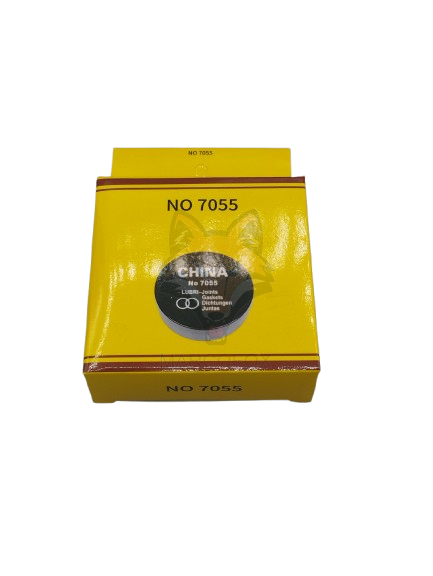 NO 7055
NO 7055
CHINA
No 7055
LUBRI-Joints
Gaskets
Dichtungen
Juntas
NO 7055